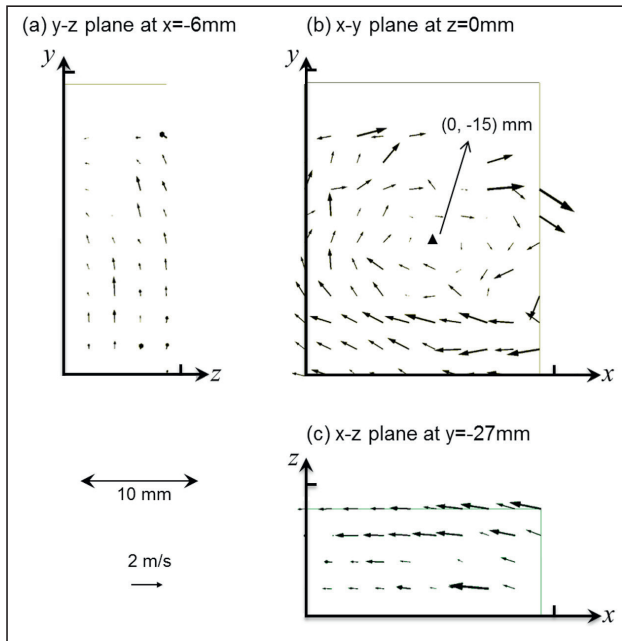 (a) y-z plane at x=-6mm
y
z
(b) x-y plane at z=0mm
y
(0, -15) mm
x
10 mm
2 m/s
(c) x-z plane at y=-27mm
z
x